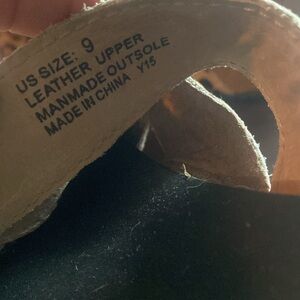 US SIZE: 9
LEATHER UPPER
MANMADE OUTSOLE
MADE IN CHINA Y15